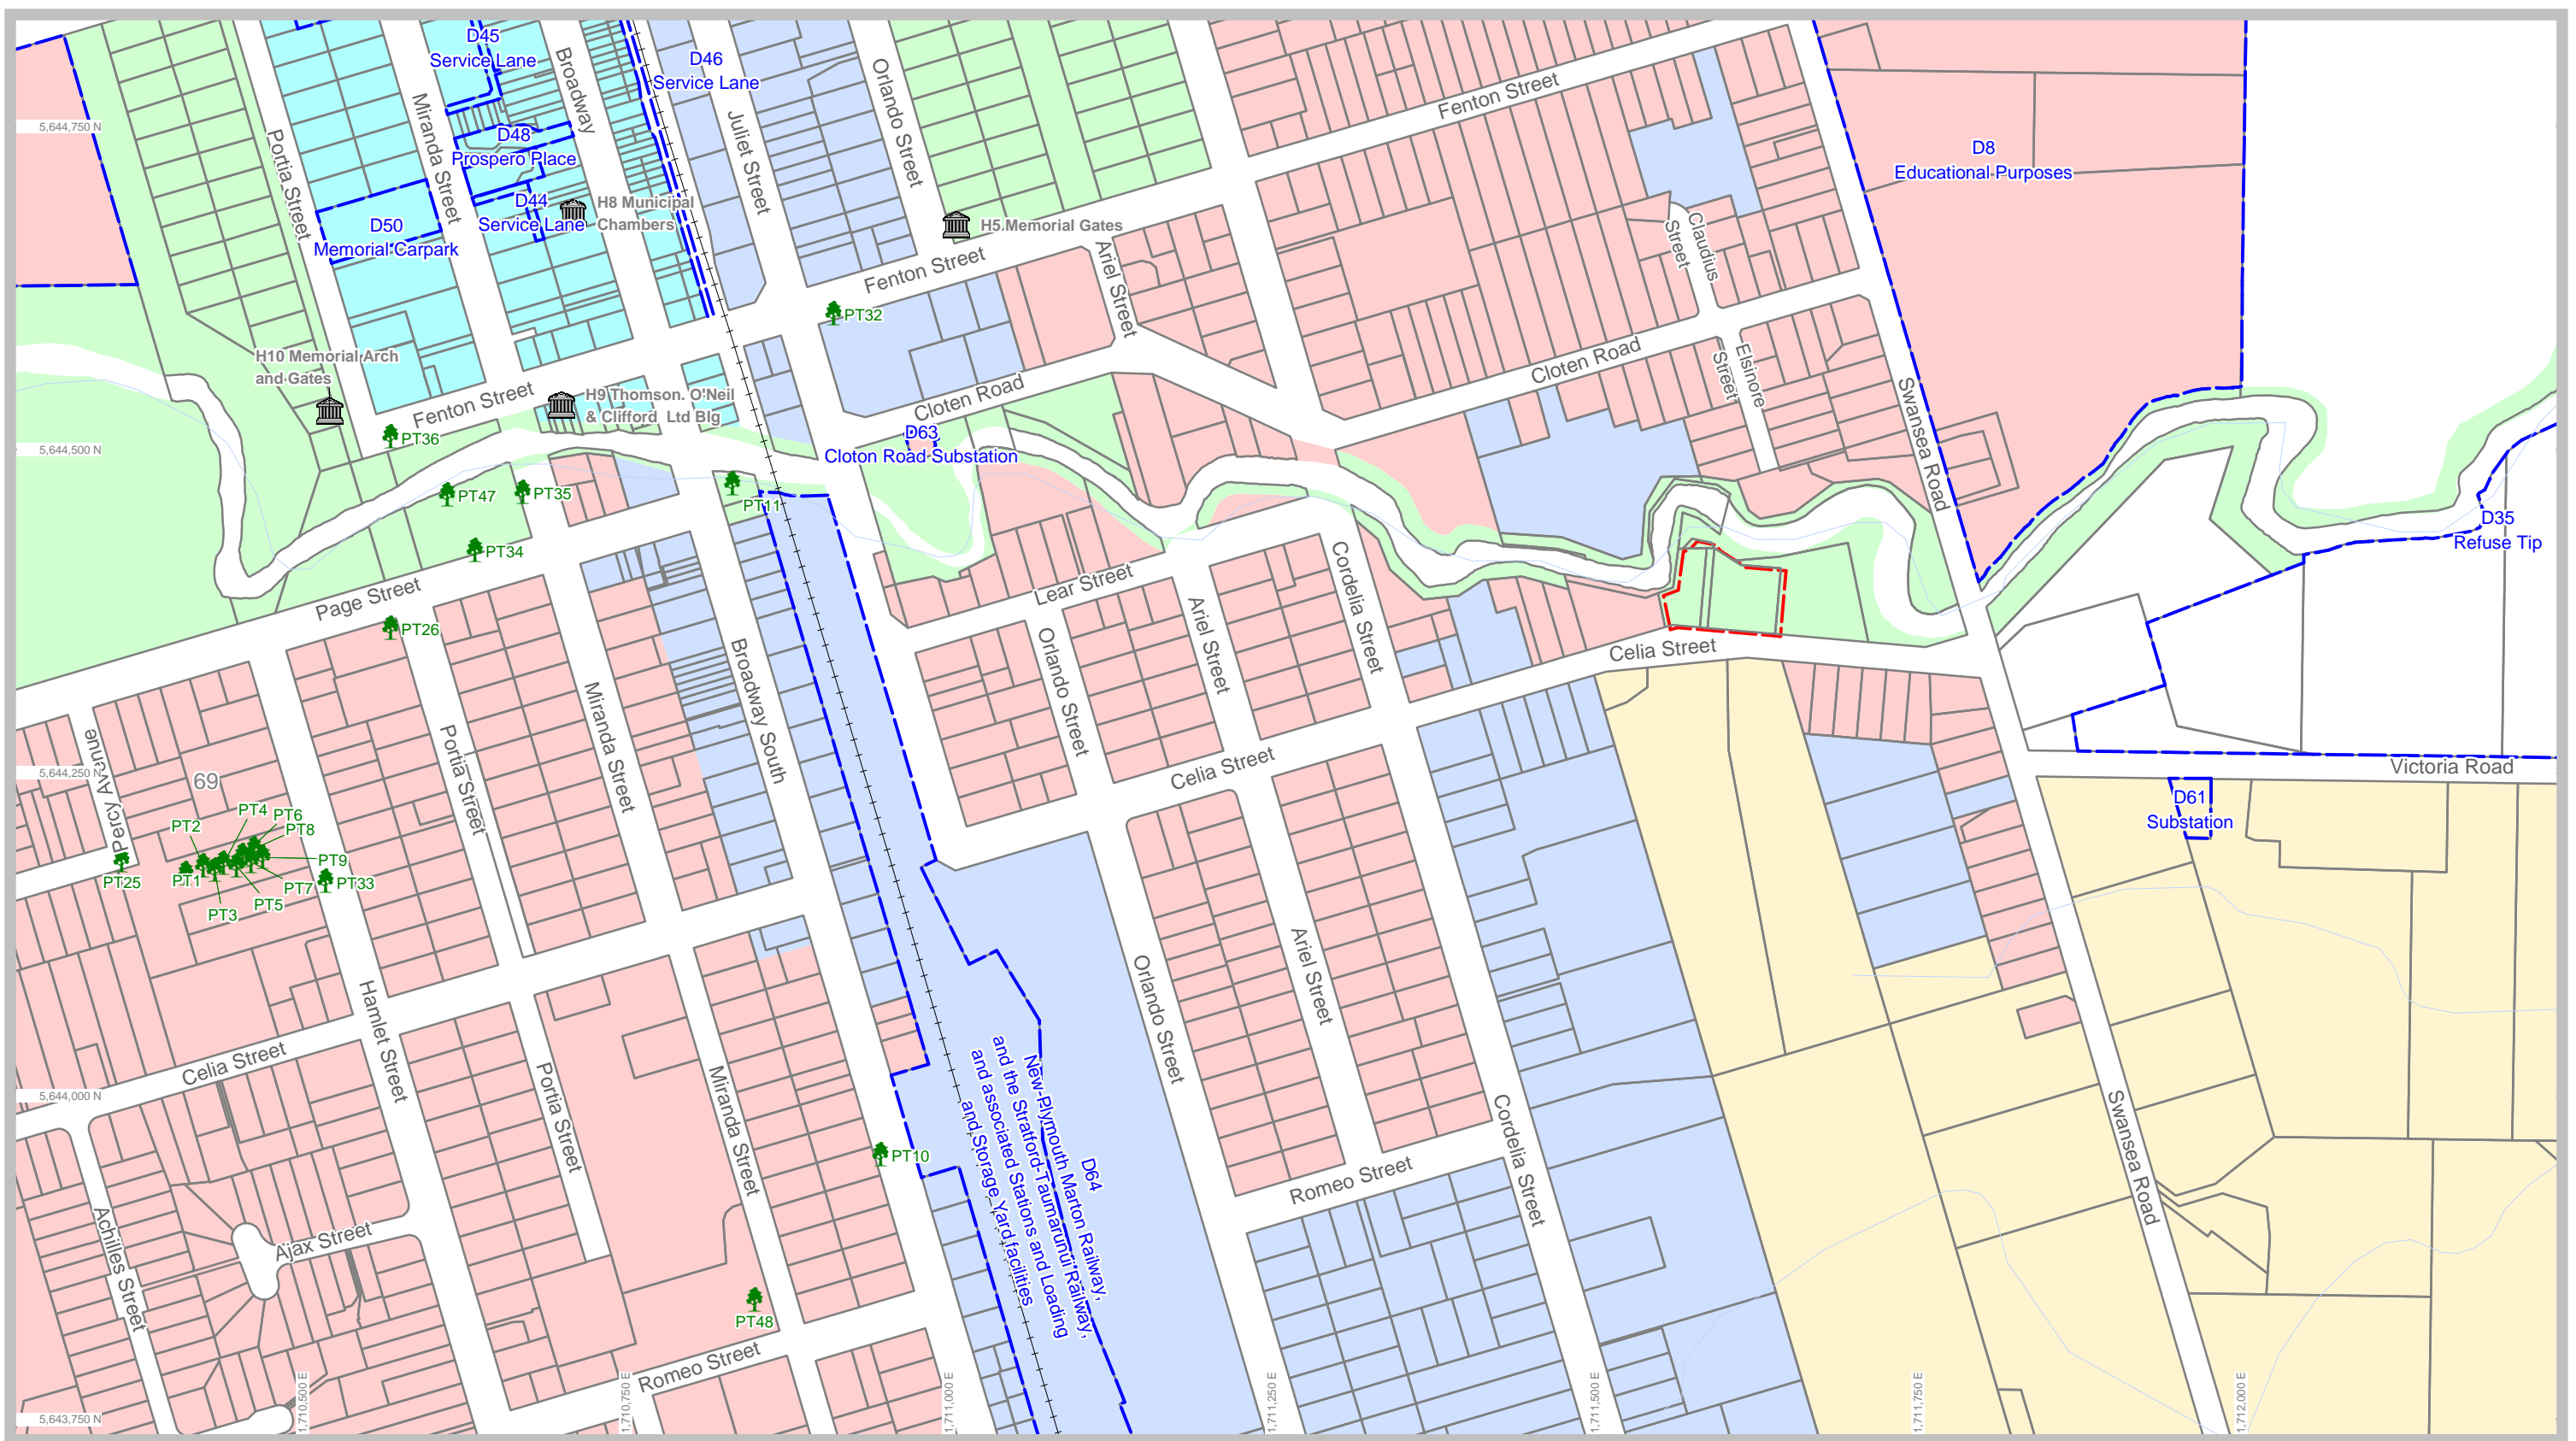 D45
Service Lane
Broadway
D46
Service Lane
Orlando Street
Fenton Street
5,644,750 N
Portia Street
Miranda Street
D48
Prospero Place
Juliet Street
D8
Educational Purposes
D50
Memorial Carpark
D44
Service Lane
H8 Municipal
Chambers
H5.Memorial Gates
Claudius
Street
Fenton Street
Ariel Street
PT32
H10 Memorial Arch
and Gates
Fenton Street
H9 Thomson. O'Neil
& Clifford Ltd Blg
Cloten Road
Cloten Road
Elsinore
Street
Swansea Road
5,644,500 N
PT36
D63
Cloton Road Substation
PT47
PT35
PT11
PT34
D35
Refuse Tip
Page Street
PT26
Lear Street
Ariel Street
Cordelia Street
Orlando Street
Celia Street
Broadway South
Miranda Street
Portia Street
Percy Avenue
5,644,250 N
69
Celia Street
Victoria Road
D61
Substation
PT2
PT4
PT6
PT8
PT9
PT25
PT1
PT33
PT7
PT5
PT3
Hamlet Street
Orlando Street
Ariel Street
Celia Street
5,644,000 N
Portia Street
Miranda Street
PT10
D64
New-Plymouth Marton Railway,
and the Stratford-Taumarunui Railway,
and associated Stations and Loading
and Storage Yard facilities
Cordelia Street
Romeo Street
Swansea Road
Achilles Street
Ajax Street
PT48
Romeo Street
5,643,750 N
1,710,500 E
1,710,750 E
1,711,000 E
1,711,250 E
1,711,500 E
1,711,750 E
1,712,000 E